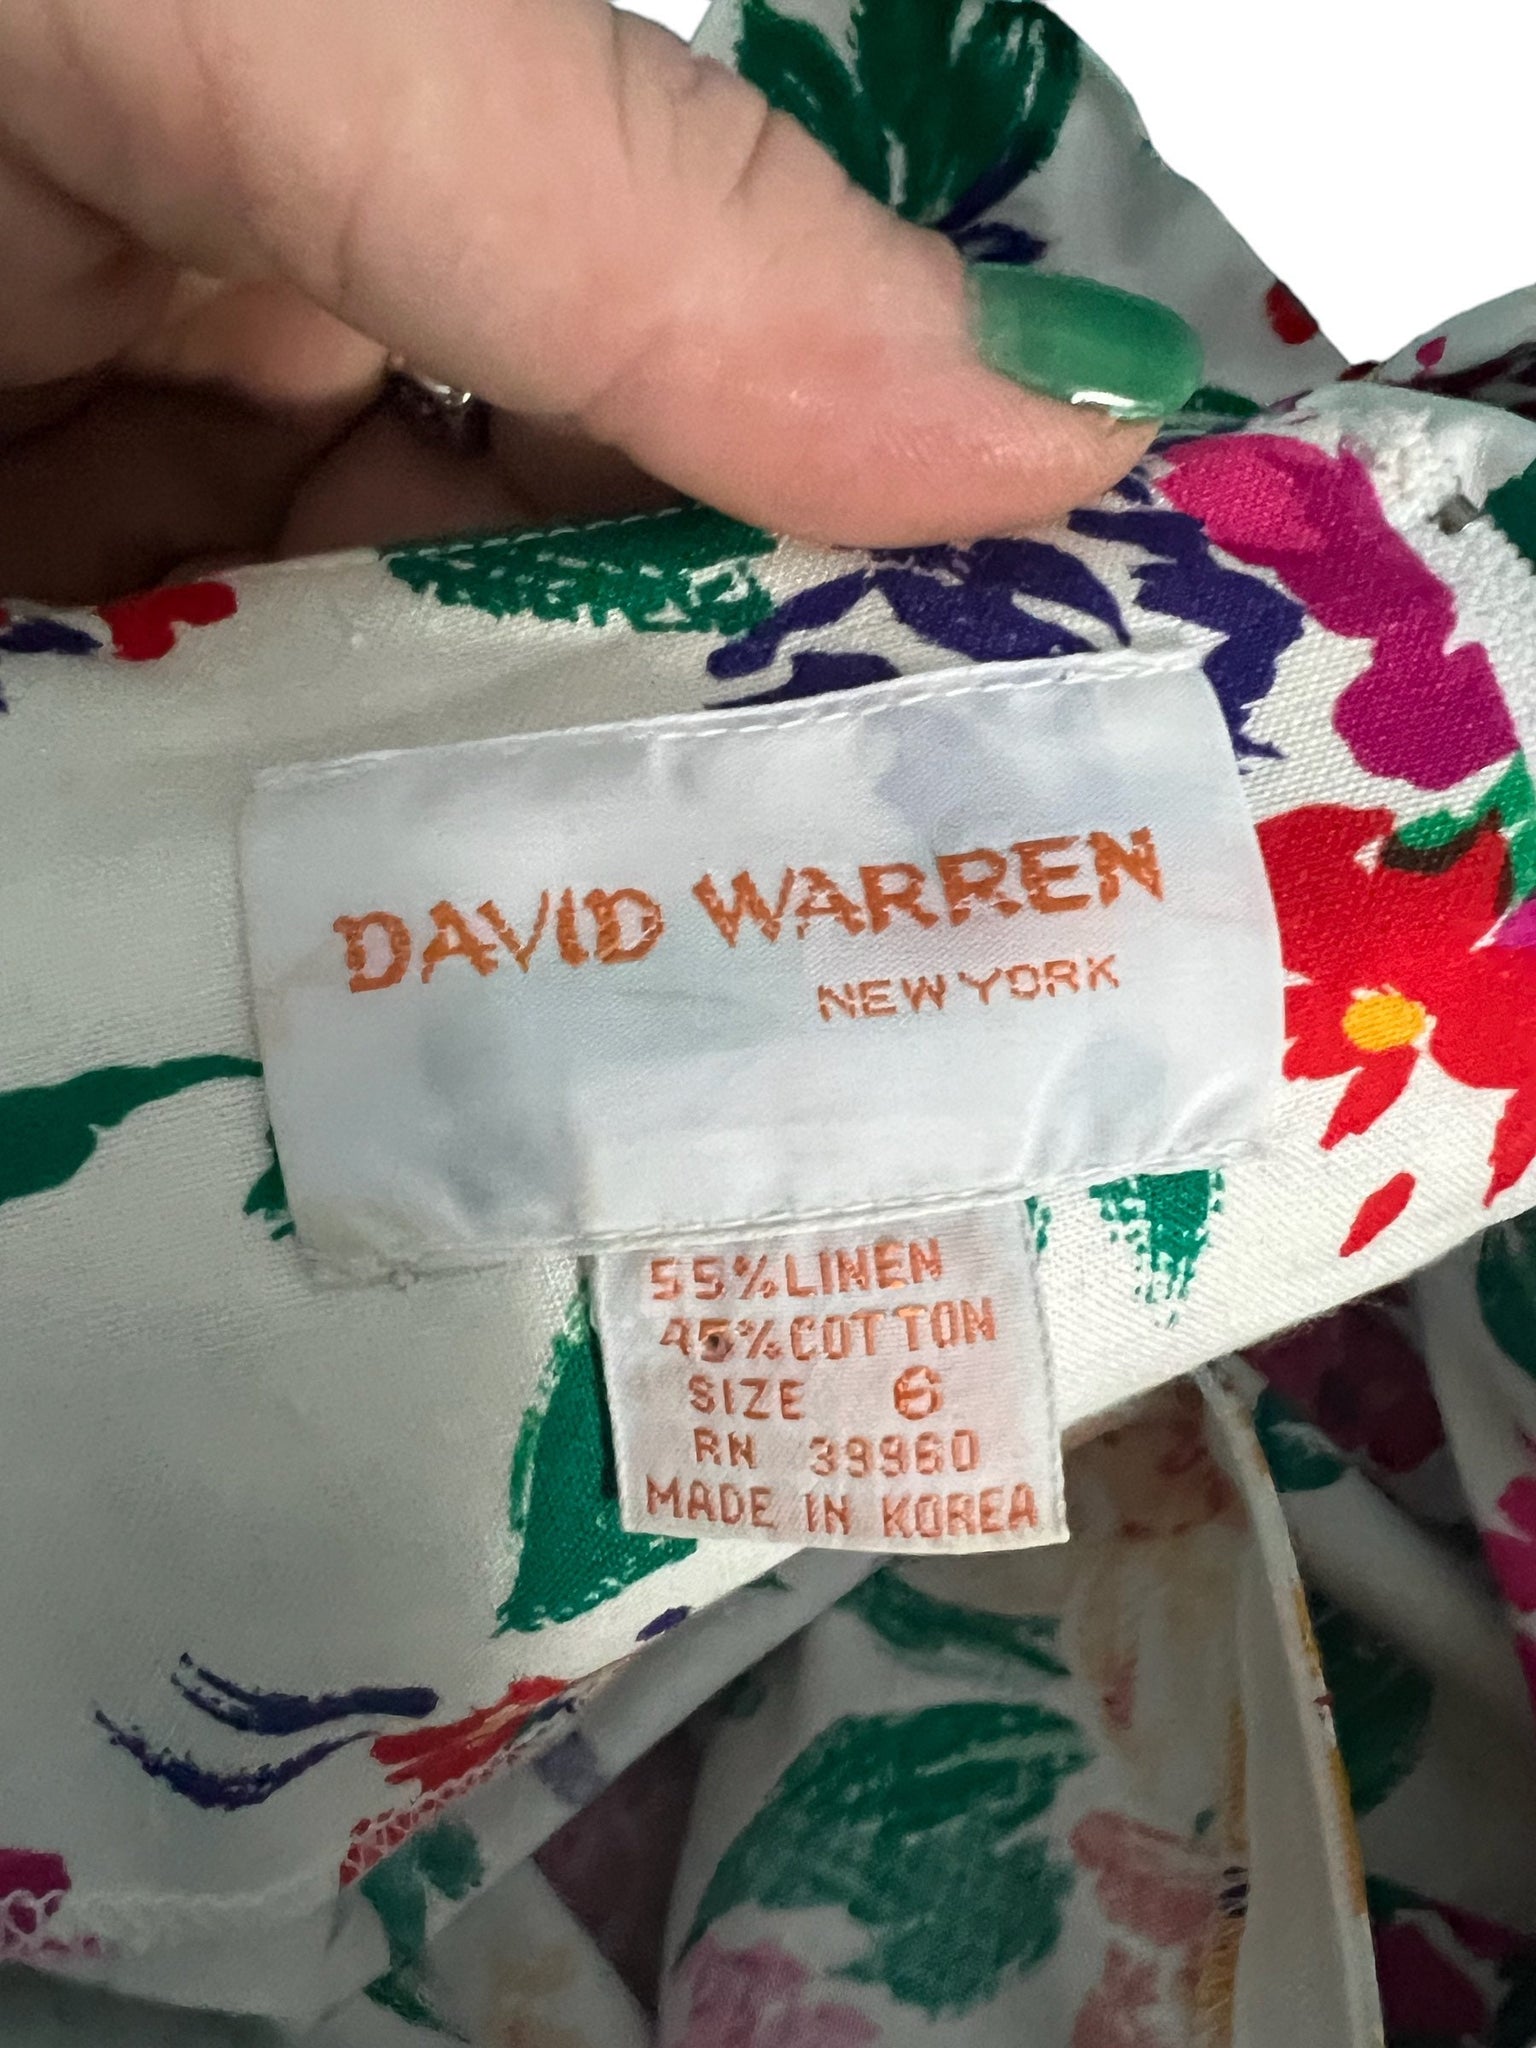 DAVID WARREN
NEW YORK
55% LINEN
45% COTTON
SIZE 6
RN 39960
MADE IN KOREA